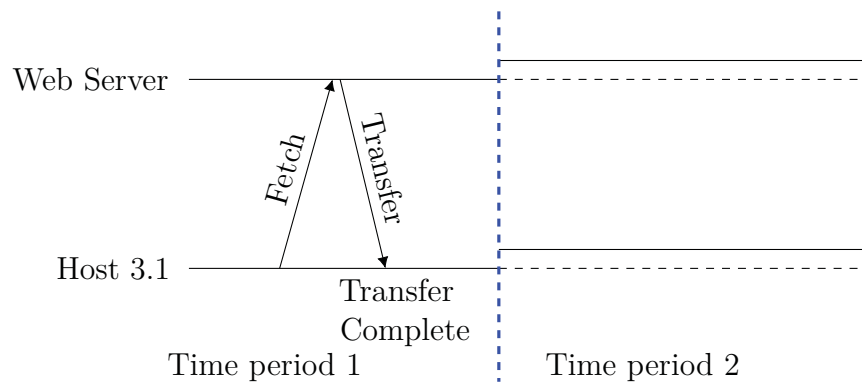 Web Server
Fetch
Transfer
Host 3.1
Transfer
Complete
Time period 1
Time period 2